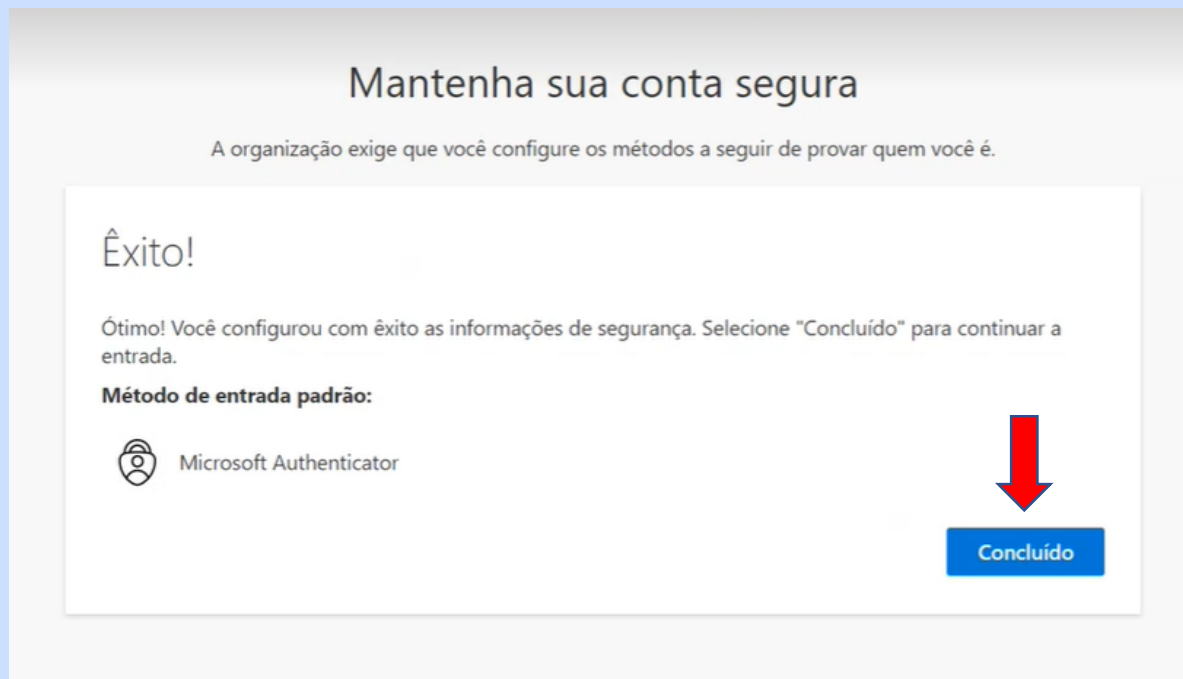 Mantenha sua conta segura
A organização exige que você configure os métodos a seguir de provar quem você é.
Êxito!
Ótimo! Você configurou com êxito as informações de segurança. Selecione "Concluído" para continuar a
entrada.
Método de entrada padrão:
Microsoft Authenticator
Concluído